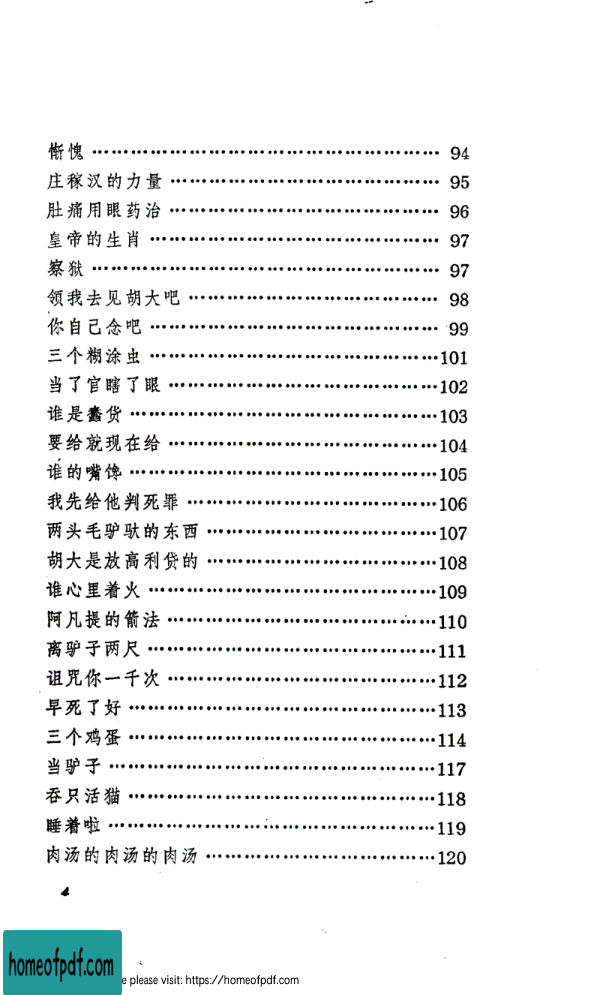 惭愧 ……………………………………………… 94
庄稼汉的力量 …………………………………… 95
肚痛用眼药治 …………………………………… 96
皇帝的生肖 ……………………………………… 97
察狱 ……………………………………………… 97
领我去见胡大吧 ………………………………… 98
你自己念吧 ……………………………………… 99
三个糊涂虫 ………………………………………101
当了官瞎了眼 ……………………………………102
谁是蠢货 …………………………………………103
要给就现在给 ……………………………………104
谁的嘴馋 …………………………………………105
我先给他判死罪 …………………………………106
两头毛驴驮的东西 ………………………………107
胡大是放高利贷的 ………………………………108
谁心里着火 ………………………………………109
阿凡提的箭法 ……………………………………110
离驴子两尺 ………………………………………111
诅咒你一千次 ……………………………………112
早死了好 …………………………………………113
三个鸡蛋 …………………………………………114
当驴子 ……………………………………………117
吞只活猫 …………………………………………118
睡着啦 ……………………………………………119
肉汤的肉汤的肉汤 ………………………………120
4
homeofpdf.com
e please visit: https://homeofpdf.com